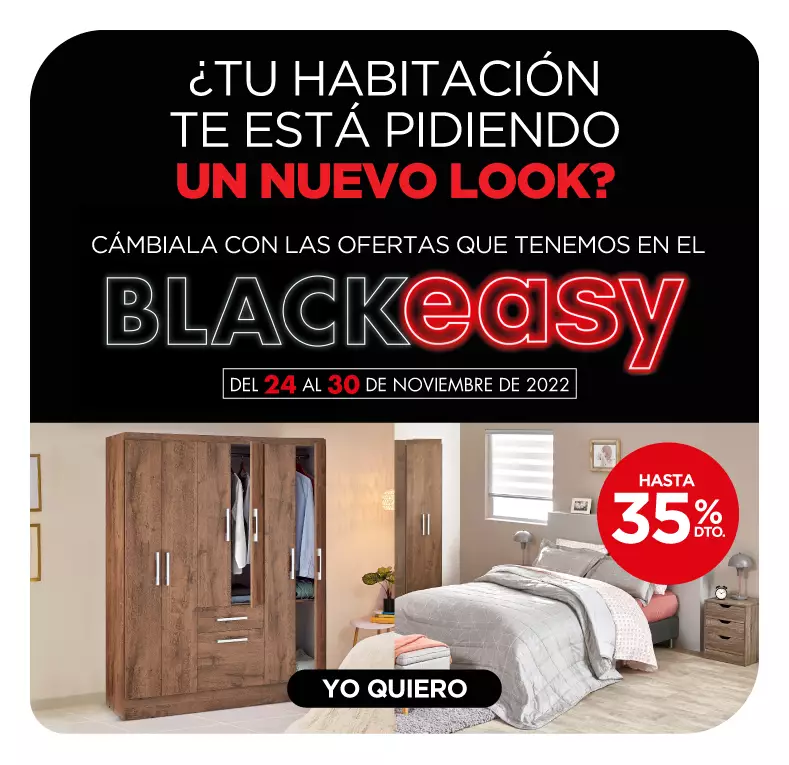 ¿TU HABITACIÓN
TE ESTÁ PIDIENDO
UN NUEVO LOOK?
CÁMBIALA CON LAS OFERTAS QUE TENEMOS EN EL
BLACKeasy
DEL 24 AL 30 DE NOVIEMBRE DE 2022
HASTA
35% DTO.
YO QUIERO